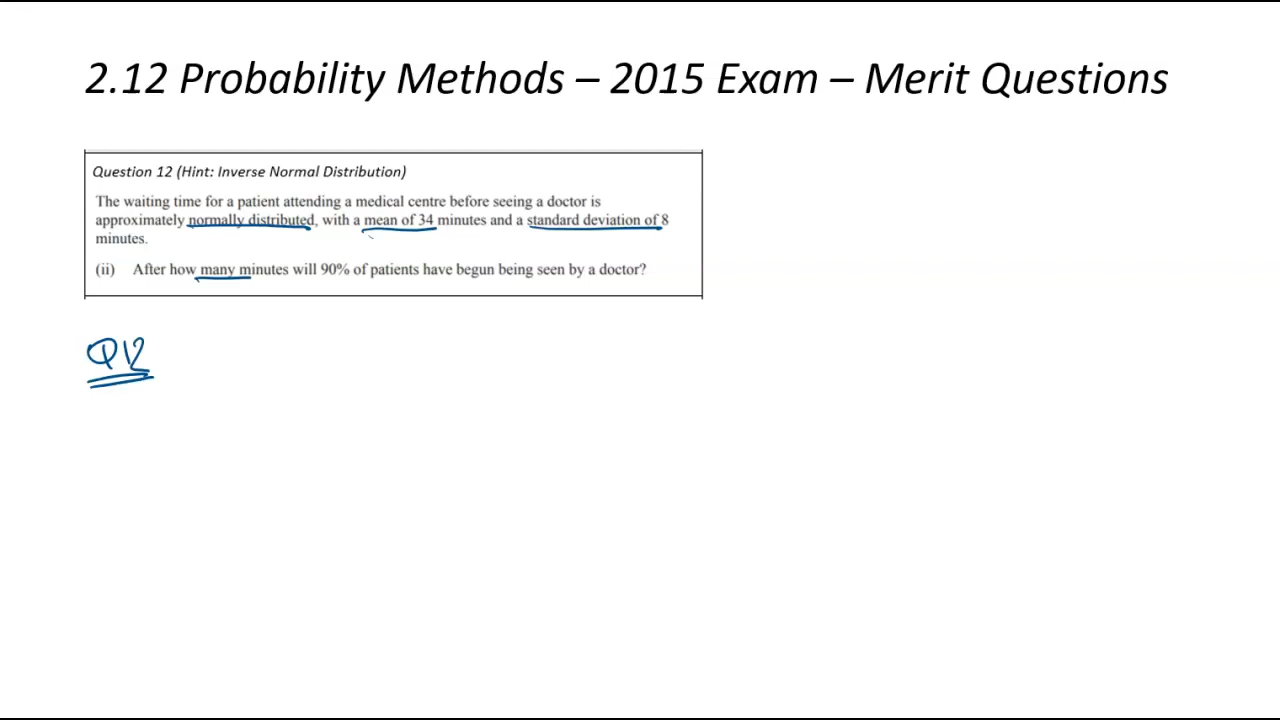 2.12 Probability Methods – 2015 Exam – Merit Questions
Question 12 (Hint: Inverse Normal Distribution)
The waiting time for a patient attending a medical centre before seeing a doctor is
approximately normally distributed, with a mean of 34 minutes and a standard deviation of 8
minutes.
(ii) After how many minutes will 90% of patients have begun being seen by a doctor?
Q12